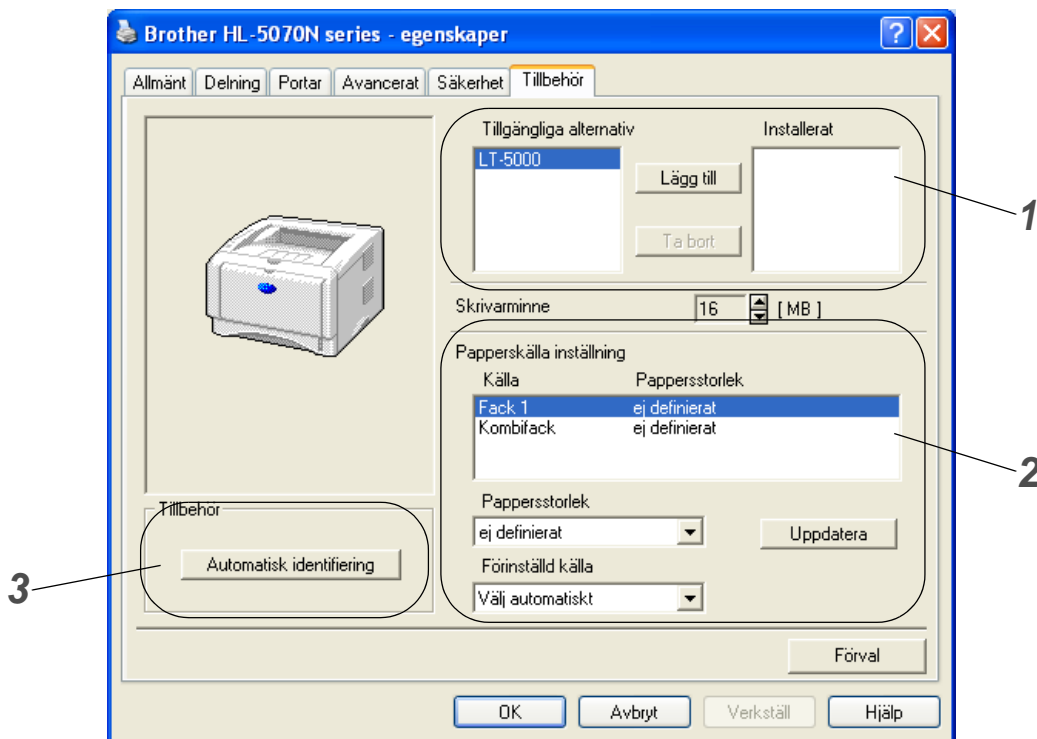 Brother HL-5070N series - egenskaper
Allmänt Delning Portar Avancerat Säkerhet Tillbehör
Tillgängliga alternativ Installerat
LT-5000
Lägg till
1
Ta bort
Skrivarminne 16 [ MB ]
Papperskälla inställning
Källa Pappersstorlek
Fack 1 ej definierat
Kombifack ej definierat
2
Pappersstorlek
ej definierat Uppdatera
Förinställd källa
Välj automatiskt
Tillbehör
Automatisk identifiering
3
Förval
OK Avbryt Verkställ Hjälp